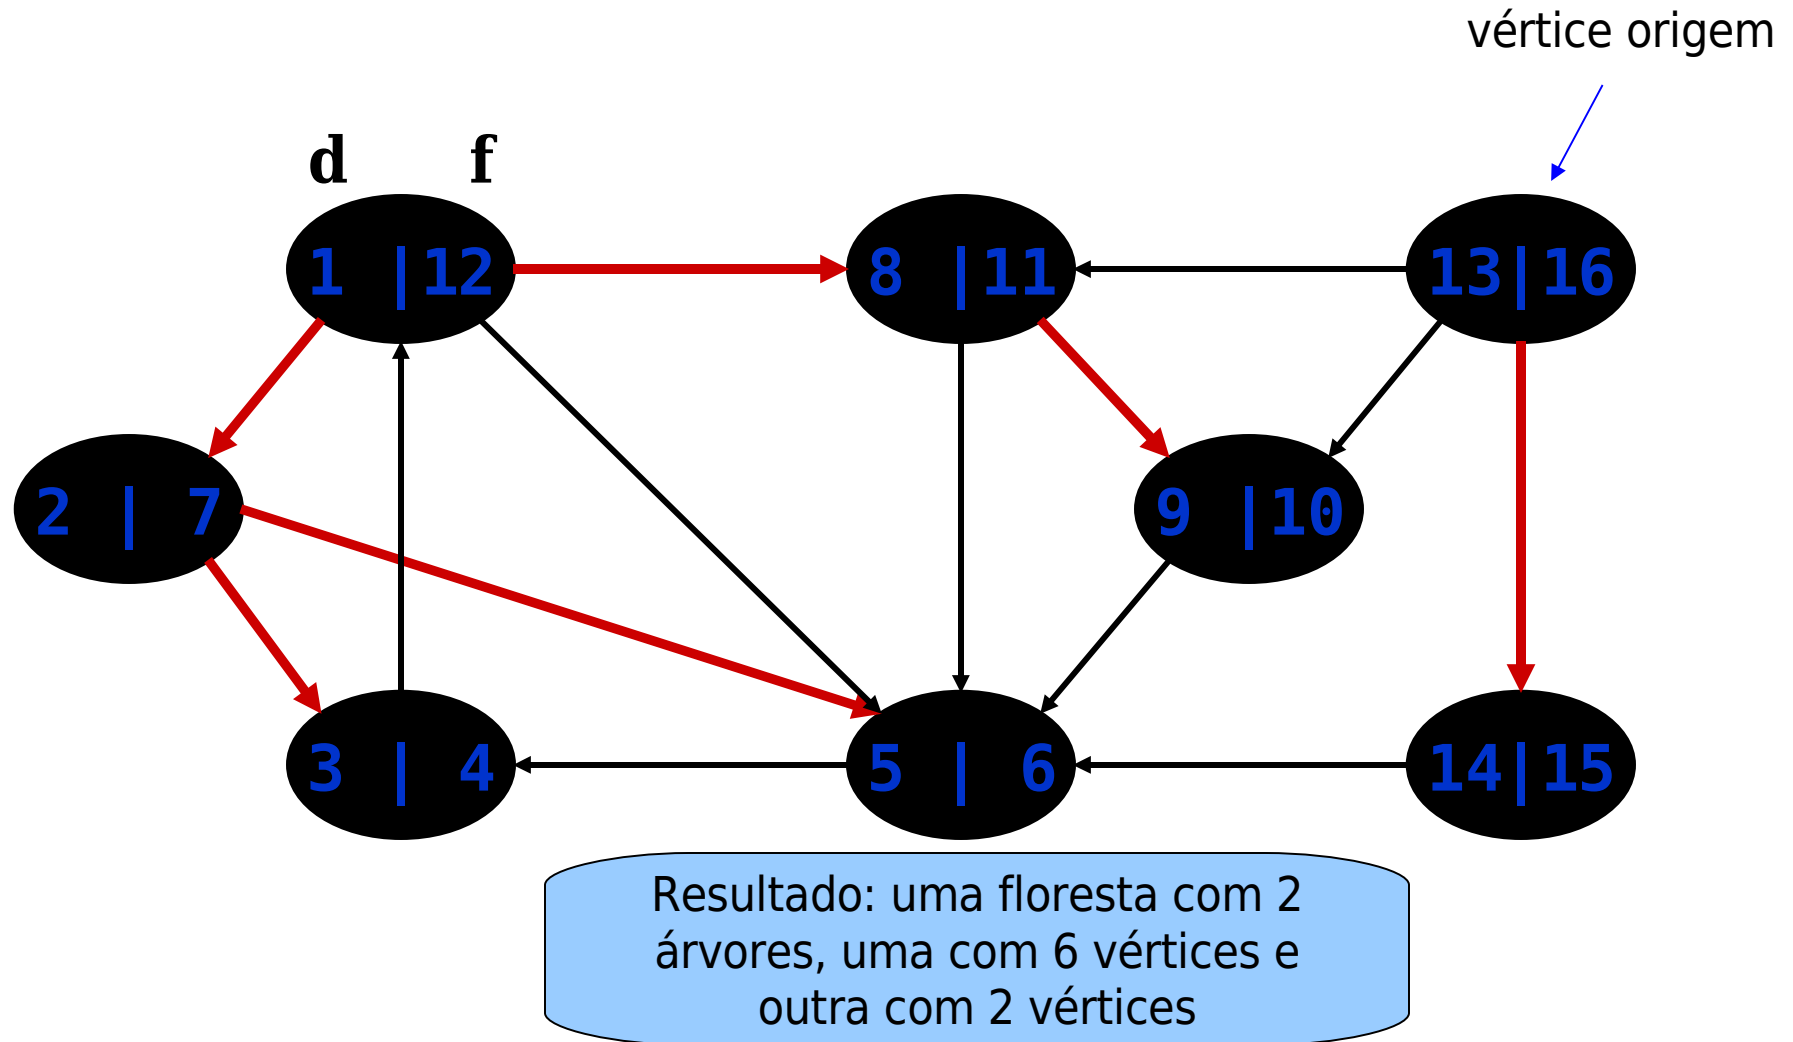 vértice origem
d f
1 |12 8 |11 13|16
2 | 7 9 |10
3 | 4 5 | 6 14|15
Resultado: uma floresta com 2
árvores, uma com 6 vértices e
outra com 2 vértices